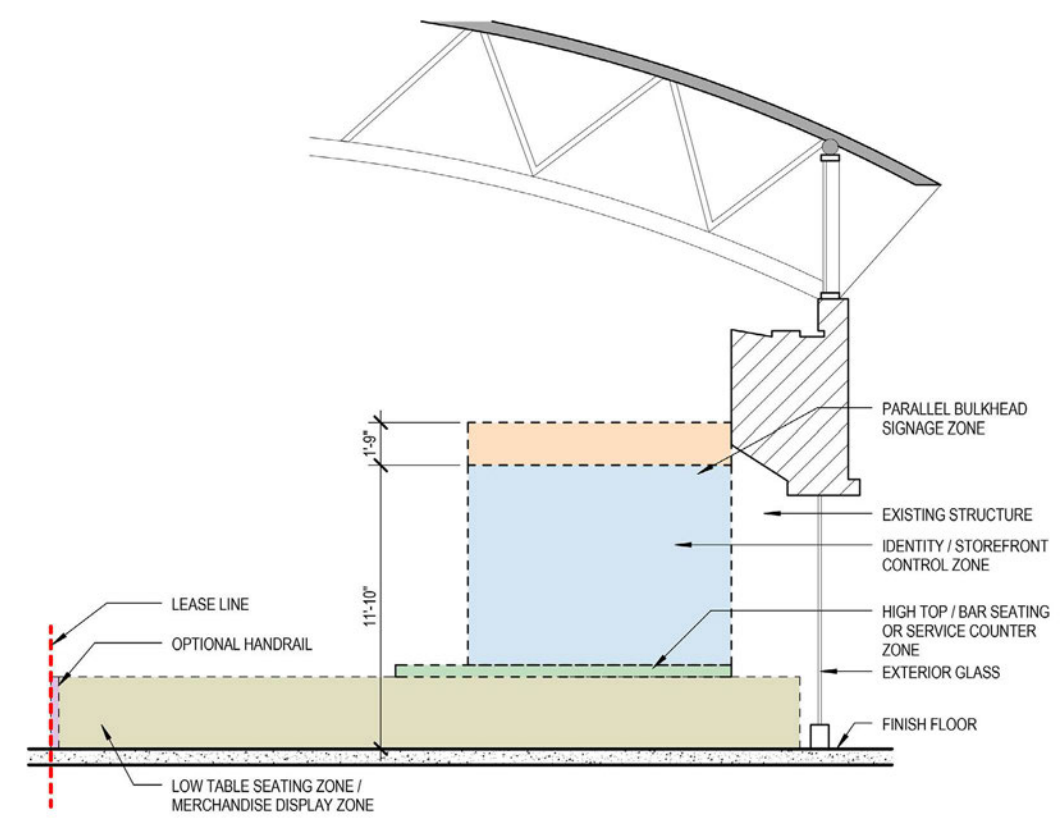 PARALLEL BULKHEAD
SIGNAGE ZONE
1'-9"
EXISTING STRUCTURE
IDENTITY / STOREFRONT
CONTROL ZONE
11'-10"
LEASE LINE
OPTIONAL HANDRAIL
HIGH TOP / BAR SEATING
OR SERVICE COUNTER
ZONE
EXTERIOR GLASS
FINISH FLOOR
LOW TABLE SEATING ZONE /
MERCHANDISE DISPLAY ZONE